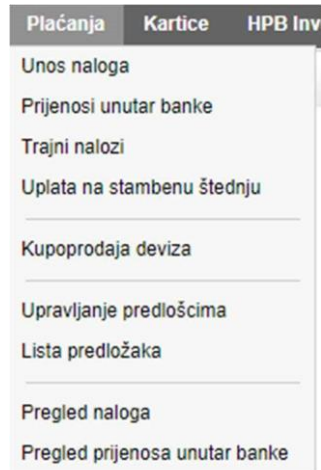 Plaćanja Kartice HPB Inv
Unos naloga
Prijenosi unutar banke
Trajni nalozi
Uplata na stambenu štednju
Kupoprodaja deviza
Upravljanje predlošcima
Lista predložaka
Pregled naloga
Pregled prijenosa unutar banke